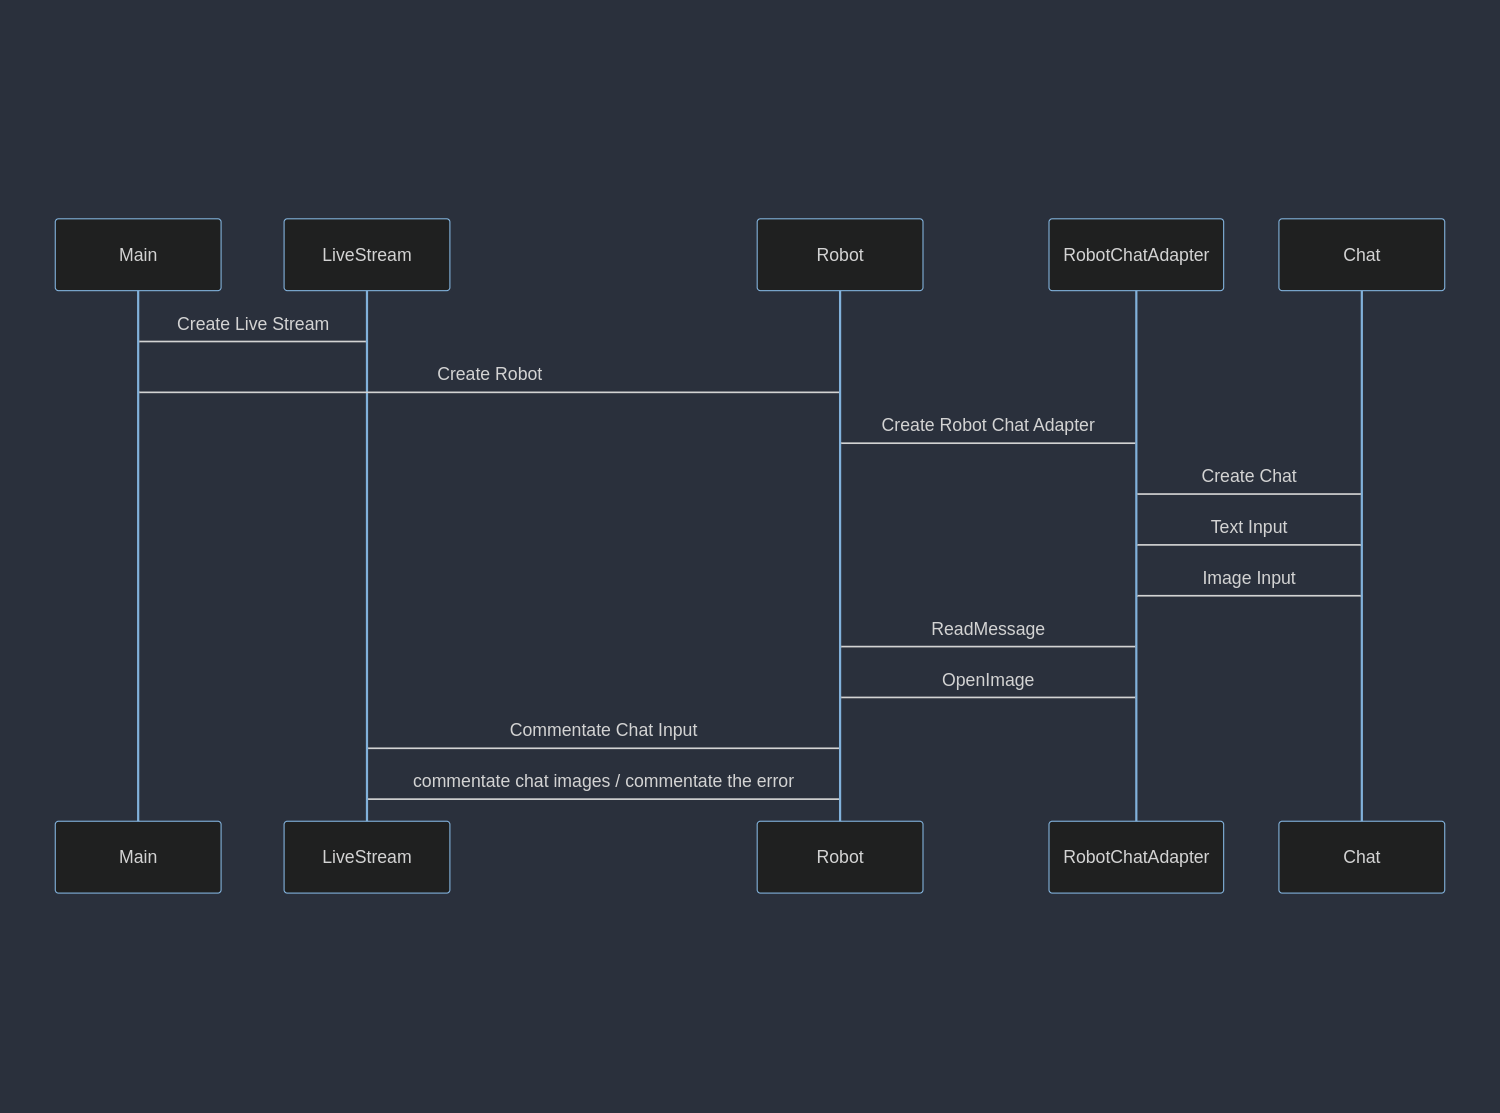 Main
LiveStream
Robot
RobotChatAdapter
Chat
Create Live Stream
Create Robot
Create Robot Chat Adapter
Create Chat
Text Input
Image Input
ReadMessage
OpenImage
Commentate Chat Input
commentate chat images / commentate the error
Main
LiveStream
Robot
RobotChatAdapter
Chat